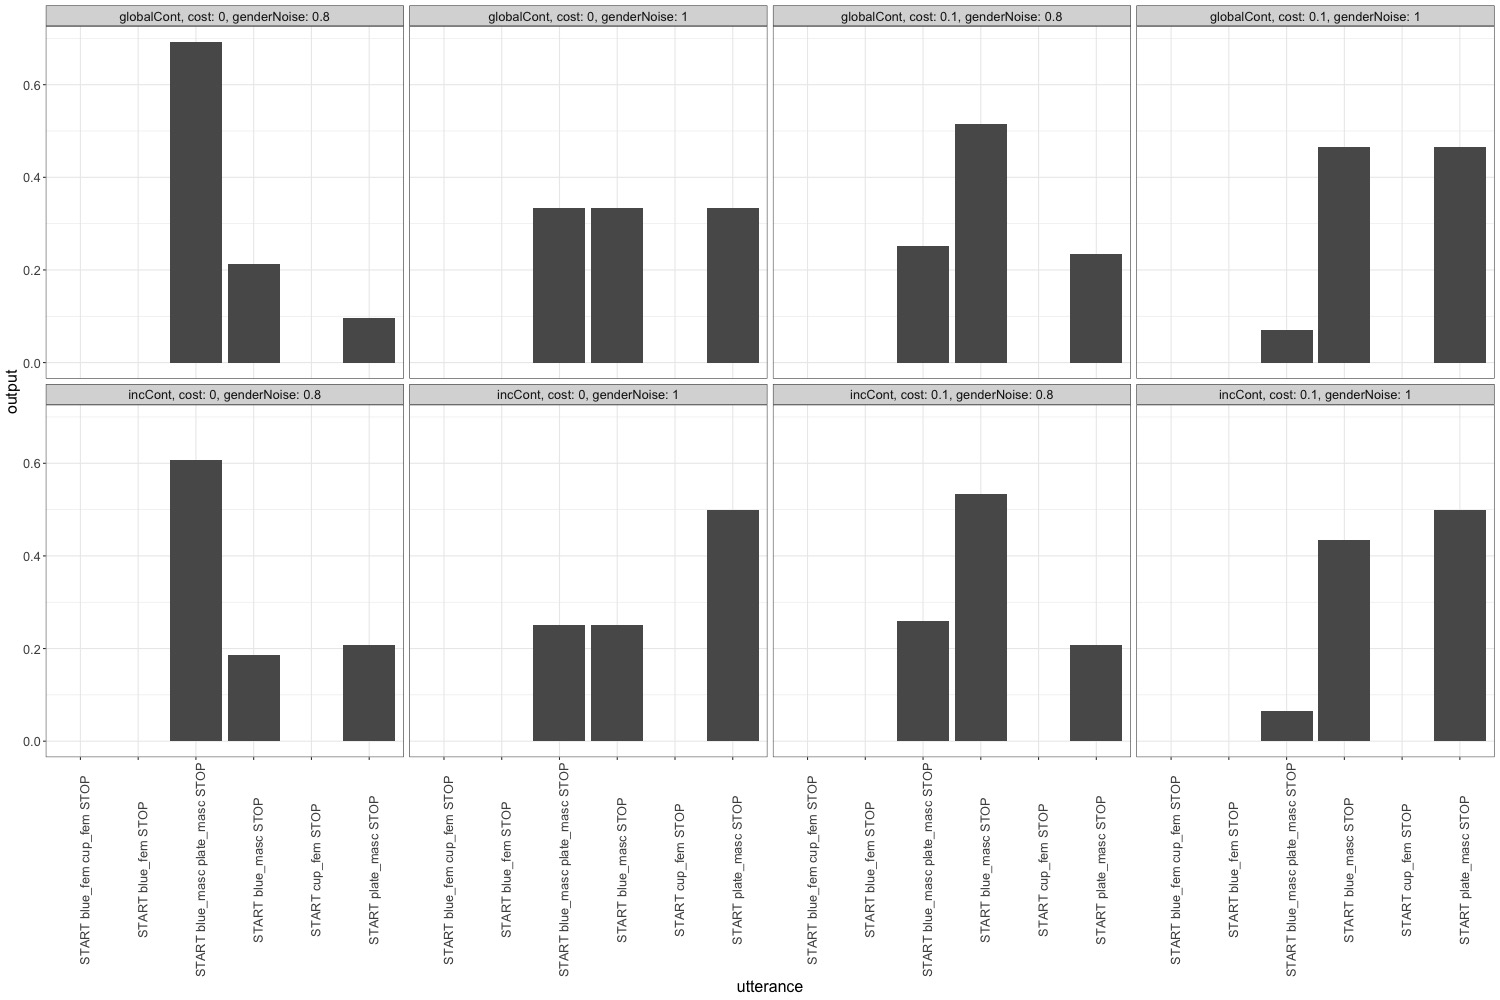 globalCont, cost: 0, genderNoise: 0.8
globalCont, cost: 0, genderNoise: 1
globalCont, cost: 0.1, genderNoise: 0.8
globalCont, cost: 0.1, genderNoise: 1
0.6
0.4
0.2
0.0
output
incCont, cost: 0, genderNoise: 0.8
incCont, cost: 0, genderNoise: 1
incCont, cost: 0.1, genderNoise: 0.8
incCont, cost: 0.1, genderNoise: 1
0.6
0.4
0.2
0.0
START blue_fem cup_fem STOP
START blue_fem STOP
START blue_masc plate_masc STOP
START blue_masc STOP
START cup_fem STOP
START plate_masc STOP
START blue_fem cup_fem STOP
START blue_fem STOP
START blue_masc plate_masc STOP
START blue_masc STOP
START cup_fem STOP
START plate_masc STOP
START blue_fem cup_fem STOP
START blue_fem STOP
START blue_masc plate_masc STOP
START blue_masc STOP
START cup_fem STOP
START plate_masc STOP
START blue_fem cup_fem STOP
START blue_fem STOP
START blue_masc plate_masc STOP
START blue_masc STOP
START cup_fem STOP
START plate_masc STOP
utterance